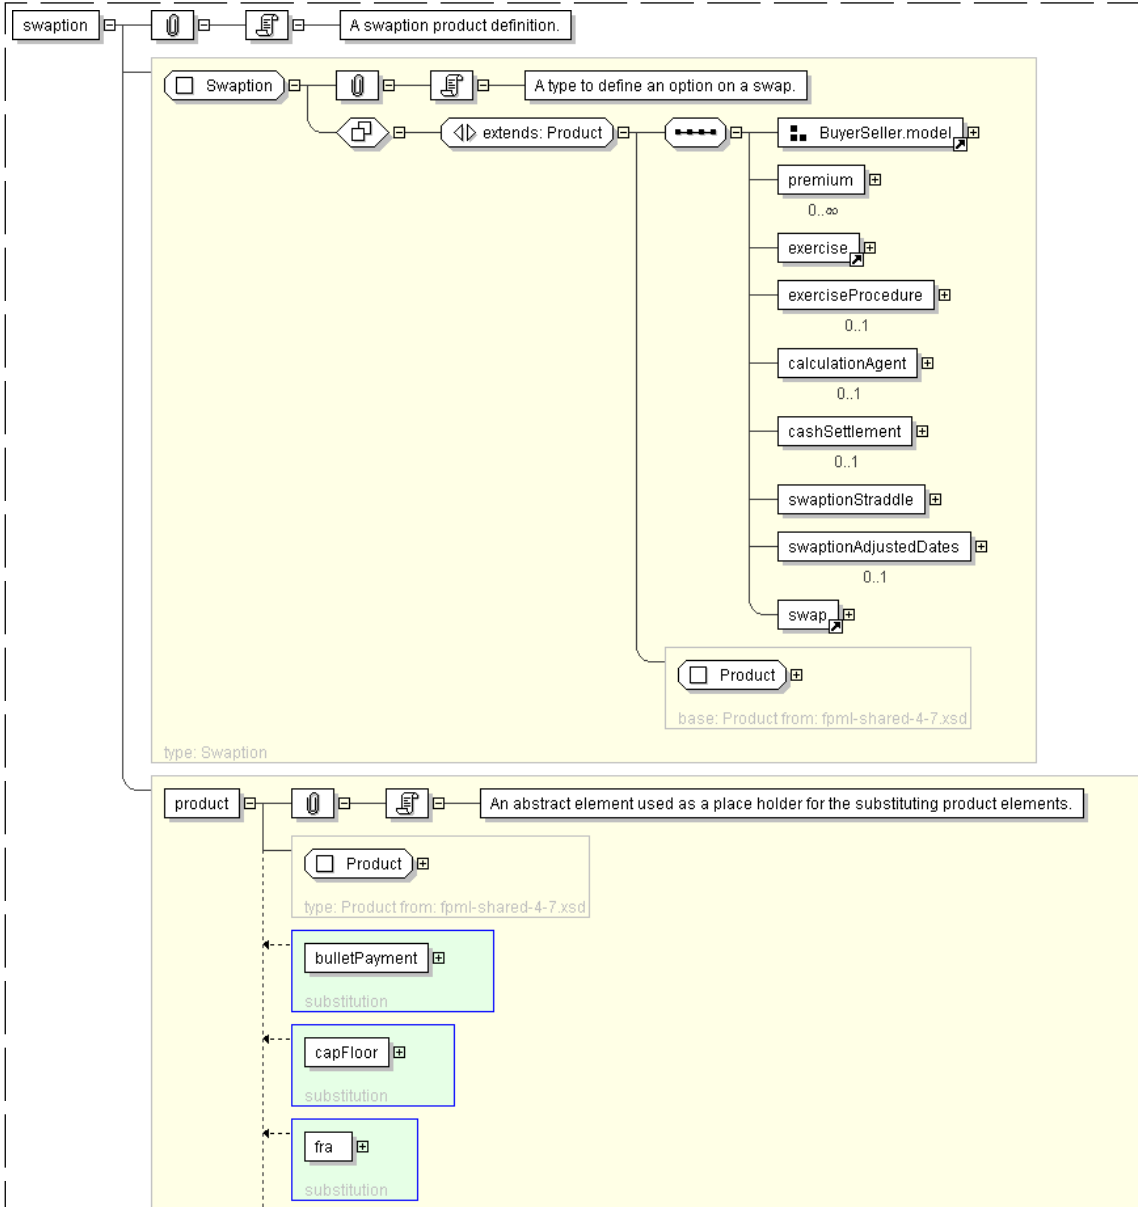 swaption
A swaption product definition.
Swaption
A type to define an option on a swap.
extends: Product
BuyerSeller.model
premium
0..∞
exercise
exerciseProcedure
0..1
calculationAgent
0..1
cashSettlement
0..1
swaptionStraddle
swaptionAdjustedDates
0..1
swap
Product
base: Product from: fpml-shared-4-7.xsd
type: Swaption
product
An abstract element used as a place holder for the substituting product elements.
Product
type: Product from: fpml-shared-4-7.xsd
bulletPayment
substitution
capFloor
substitution
fra
substitution